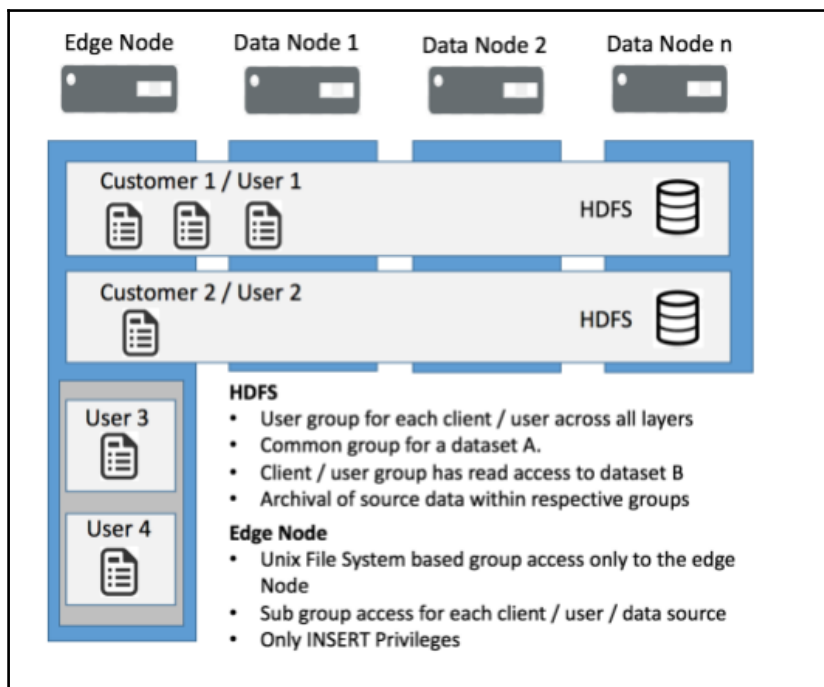 Edge Node Data Node 1 Data Node 2 Data Node n
Customer 1 / User 1
HDFS
Customer 2 / User 2
HDFS
User 3
User 4
HDFS
• User group for each client / user across all layers
• Common group for a dataset A.
• Client / user group has read access to dataset B
• Archival of source data within respective groups
Edge Node
• Unix File System based group access only to the edge
Node
• Sub group access for each client / user / data source
• Only INSERT Privileges